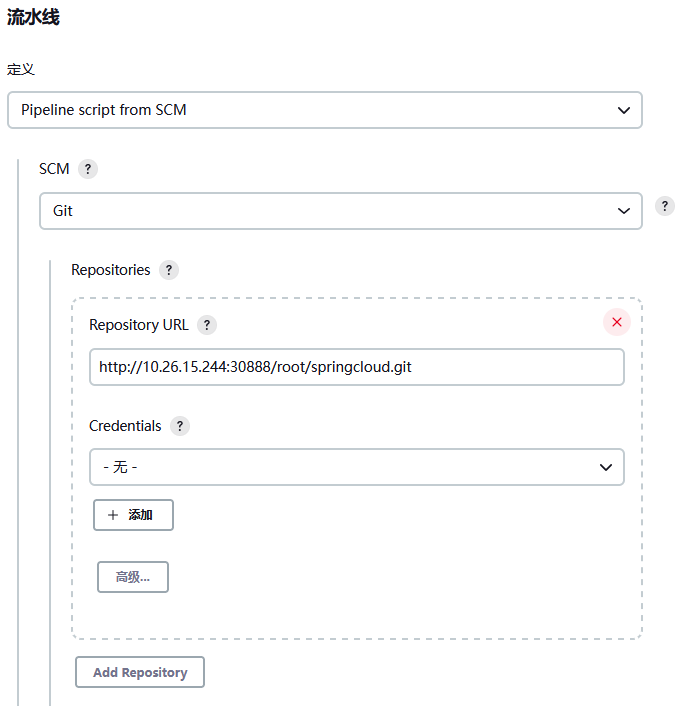 流水线
定义
Pipeline script from SCM
SCM ?
Git
?
Repositories ?
Repository URL ?
http://10.26.15.244:30888/root/springcloud.git
Credentials ?
- 无 -
添加
高级...
Add Repository